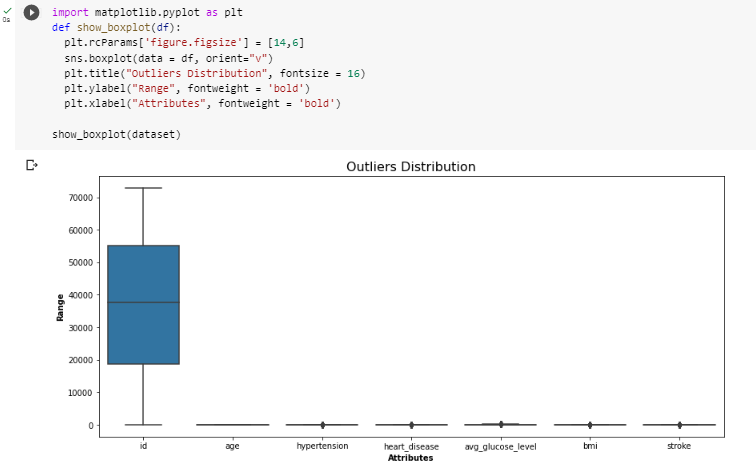 import matplotlib.pyplot as plt
def show_boxplot(df):
plt.rcParams['figure.figsize'] = [14,6]
sns.boxplot(data = df, orient="v")
plt.title("Outliers Distribution", fontsize = 16)
plt.ylabel("Range", fontweight = 'bold')
plt.xlabel("Attributes", fontweight = 'bold')
show_boxplot(dataset)
0s
Outliers Distribution
Range
70000
60000
50000
40000
30000
20000
10000
0
id age hypertension heart_disease avg_glucose_level bmi stroke
Attributes